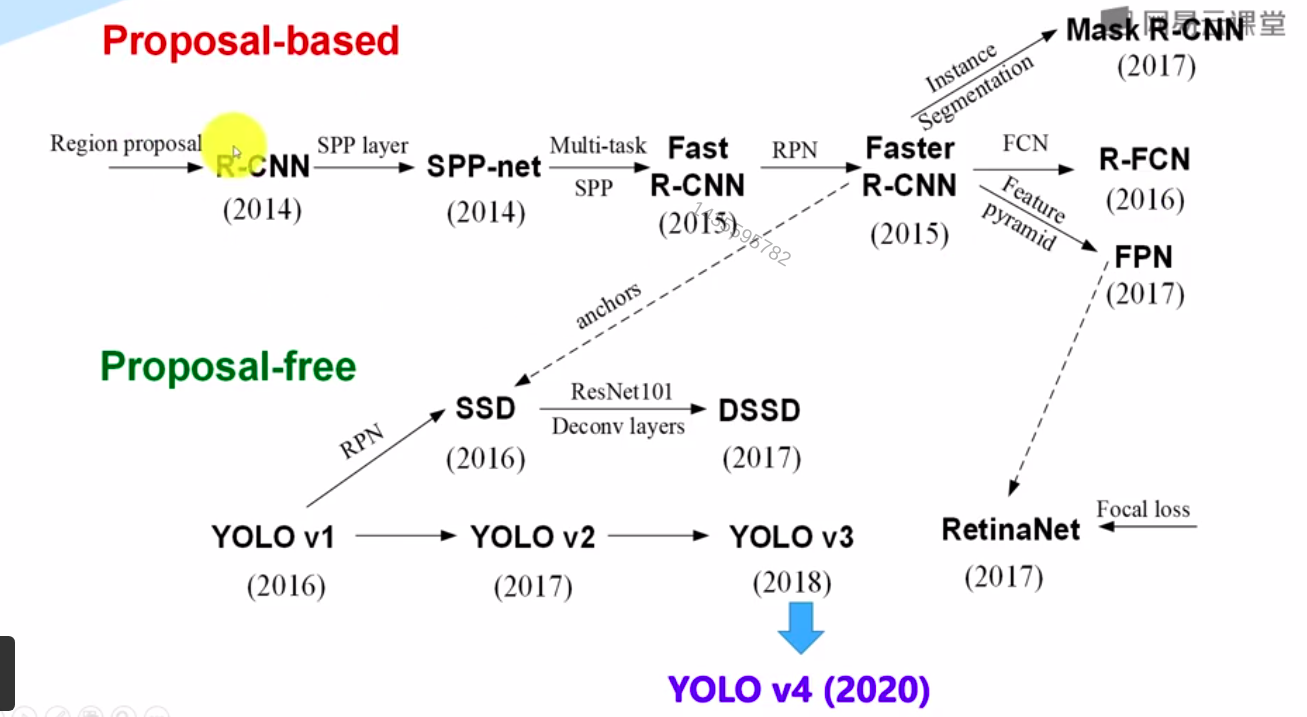 网易云课堂
Proposal-based
Mask R-CNN
(2017)
Instance
Segmentation
Region proposal
R-CNN
(2014)
SPP layer
SPP-net
(2014)
Multi-task
SPP
Fast
R-CNN
(2015)
RPN
Faster
R-CNN
(2015)
FCN
R-FCN
(2016)
Feature
pyramid
FPN
(2017)
anchors
Proposal-free
SSD
(2016)
ResNet101
Deconv layers
DSSD
(2017)
RPN
YOLO v1
(2016)
YOLO v2
(2017)
YOLO v3
(2018)
RetinaNet
(2017)
Focal loss
YOLO v4 (2020)